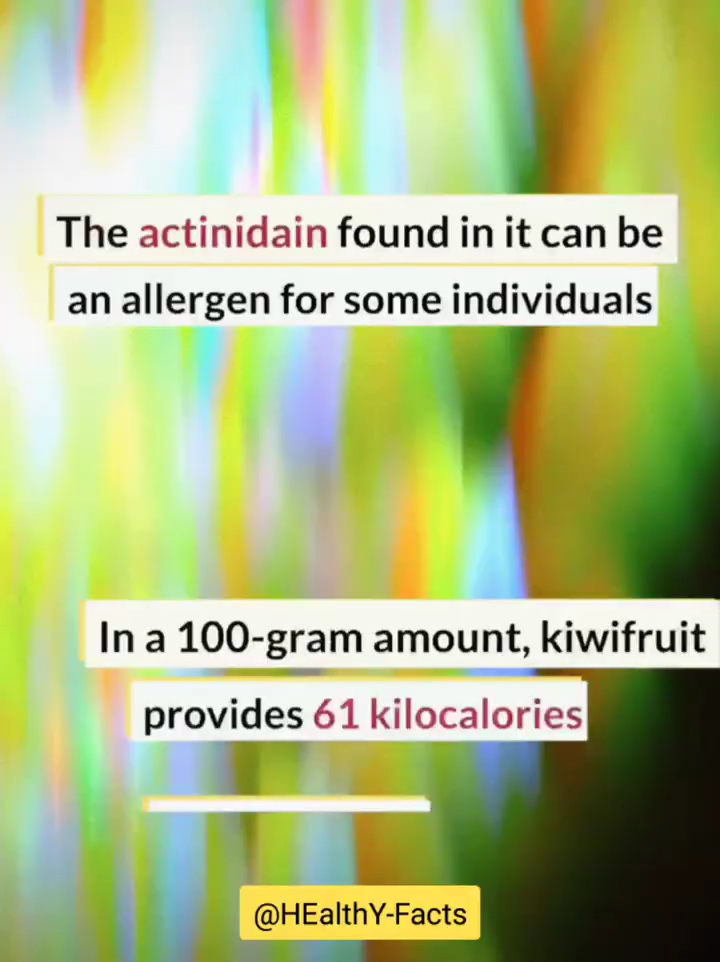 The actinidain found in it can be
an allergen for some individuals
In a 100-gram amount, kiwifruit
provides 61 kilocalories
@HEalthY-Facts